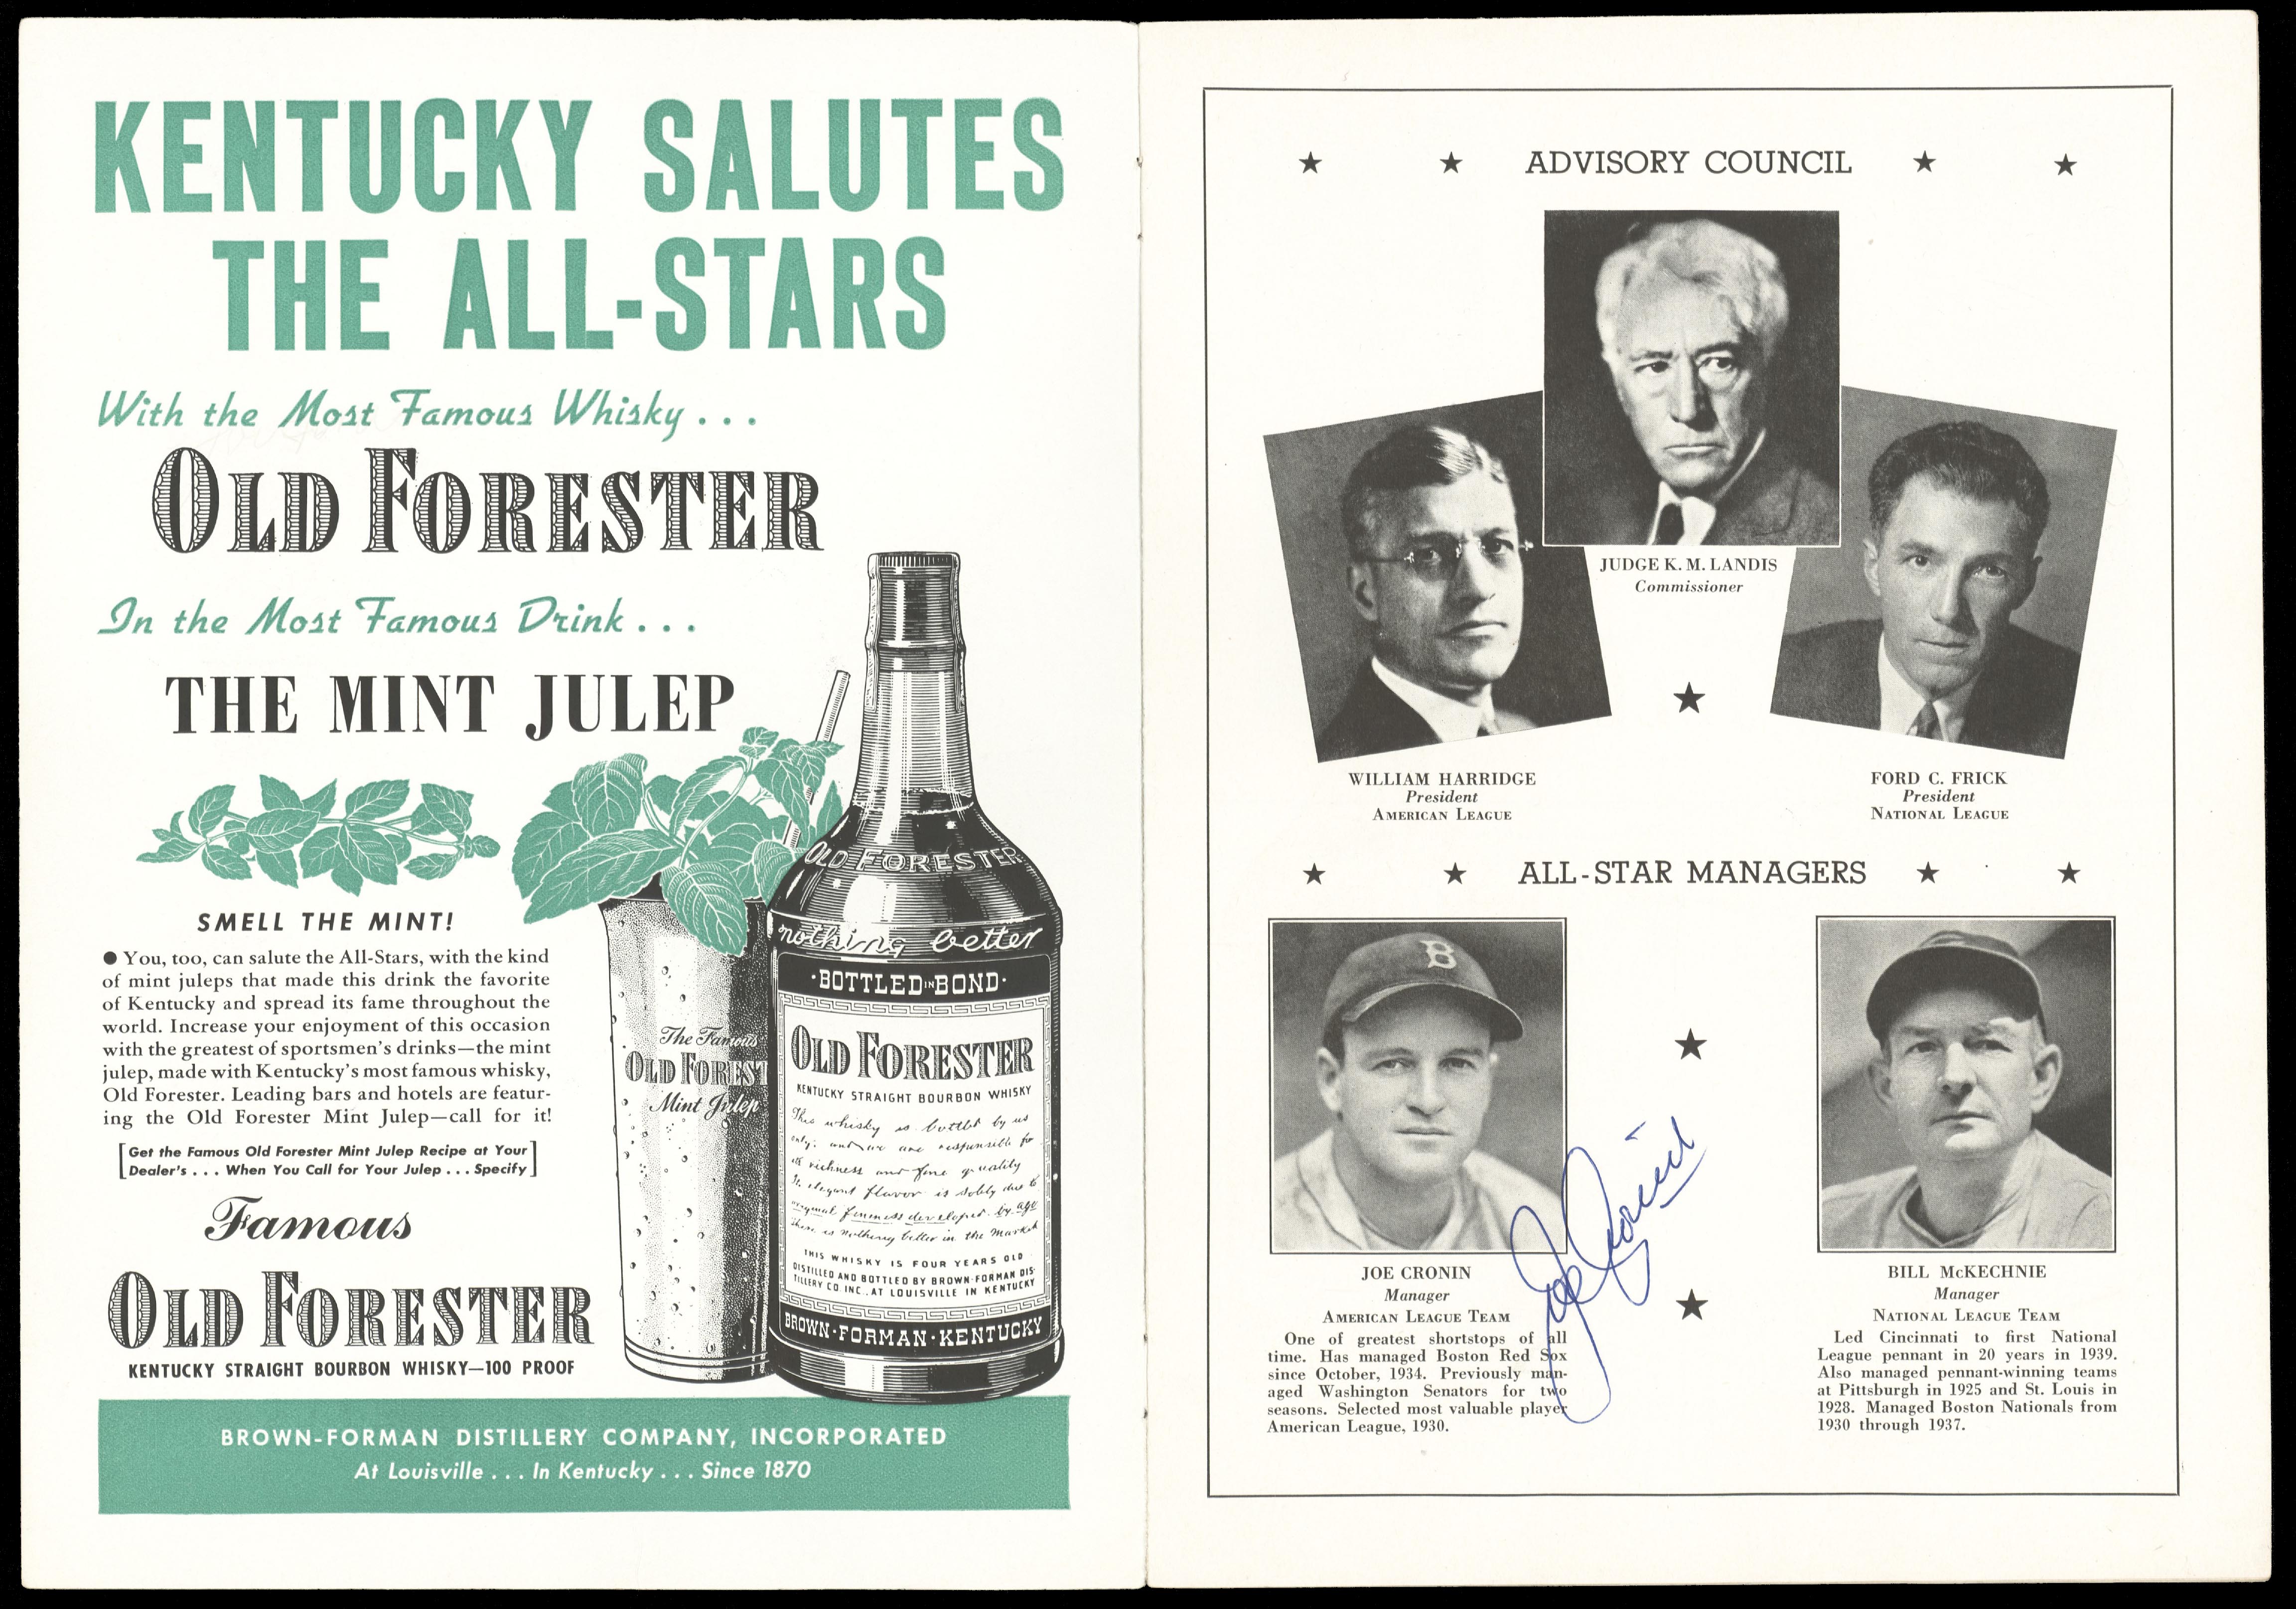 KENTUCKY SALUTES
THE ALL-STARS
With the Most Famous Whisky . . .
OLD FORESTER
In the Most Famous Drink . . .
THE MINT JULEP
SMELL THE MINT!
● You, too, can salute the All-Stars, with the kind
of mint juleps that made this drink the favorite
of Kentucky and spread its fame throughout the
world. Increase your enjoyment of this occasion
with the greatest of sportsmen's drinks—the mint
julep, made with Kentucky's most famous whisky,
Old Forester. Leading bars and hotels are featur-
ing the Old Forester Mint Julep—call for it!
[Get the Famous Old Forester Mint Julep Recipe at Your
Dealer's . . . When You Call for Your Julep . . . Specify]
Famous
OLD FORESTER
KENTUCKY STRAIGHT BOURBON WHISKY—100 PROOF
The Famous
OLD FOREST
Mint Julep
OLD FORESTER
nothing better
·BOTTLED IN BOND·
OLD FORESTER
KENTUCKY STRAIGHT BOURBON WHISKY
This whisky is bottled by us
only, and we are responsible for
its richness and fine quality
Its elegant flavor is solely due to
original fineness developed by age
There is nothing better in the market
THIS WHISKY IS FOUR YEARS OLD
DISTILLED AND BOTTLED BY BROWN-FORMAN DIS-
TILLERY CO. INC., AT LOUISVILLE IN KENTUCKY
BROWN-FORMAN·KENTUCKY
BROWN-FORMAN DISTILLERY COMPANY, INCORPORATED
At Louisville . . . In Kentucky . . . Since 1870
★ ★ ADVISORY COUNCIL ★ ★
JUDGE K. M. LANDIS
Commissioner
WILLIAM HARRIDGE
President
AMERICAN LEAGUE
FORD C. FRICK
President
NATIONAL LEAGUE
★ ★ ALL-STAR MANAGERS ★ ★
B
JOE CRONIN
Manager
AMERICAN LEAGUE TEAM
One of greatest shortstops of all
time. Has managed Boston Red Sox
since October, 1934. Previously man-
aged Washington Senators for two
seasons. Selected most valuable player
American League, 1930.
Joe Cronin
BILL McKECHNIE
Manager
NATIONAL LEAGUE TEAM
Led Cincinnati to first National
League pennant in 20 years in 1939.
Also managed pennant-winning teams
at Pittsburgh in 1925 and St. Louis in
1928. Managed Boston Nationals from
1930 through 1937.